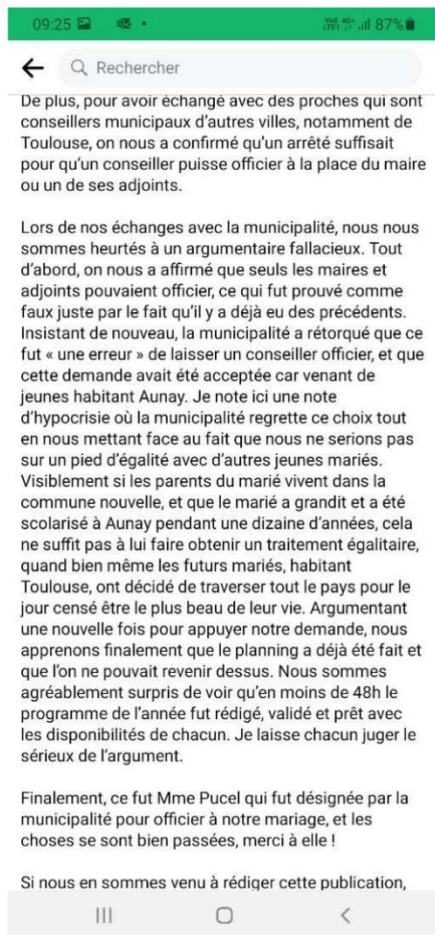 09:25
87%
Rechercher
De plus, pour avoir échangé avec des proches qui sont
conseillers municipaux d'autres villes, notamment de
Toulouse, on nous a confirmé qu'un arrêté suffisait
pour qu'un conseiller puisse officier à la place du maire
ou un de ses adjoints.
Lors de nos échanges avec la municipalité, nous nous
sommes heurtés à un argumentaire fallacieux. Tout
d'abord, on nous a affirmé que seuls les maires et
adjoints pouvaient officier, ce qui fut prouvé comme
faux juste par le fait qu'il y a déjà eu des précédents.
Insistant de nouveau, la municipalité a rétorqué que ce
fut « une erreur » de laisser un conseiller officier, et que
cette demande avait été acceptée car venant de
jeunes habitant Aunay. Je note ici une note
d'hypocrisie où la municipalité regrette ce choix tout
en nous mettant face au fait que nous ne serions pas
sur un pied d'égalité avec d'autres jeunes mariés.
Visiblement si les parents du marié vivent dans la
commune nouvelle, et que le marié a grandit et a été
scolarisé à Aunay pendant une dizaine d'années, cela
ne suffit pas à lui faire obtenir un traitement égalitaire,
quand bien même les futurs mariés, habitant
Toulouse, ont décidé de traverser tout le pays pour le
jour censé être le plus beau de leur vie. Argumentant
une nouvelle fois pour appuyer notre demande, nous
apprenons finalement que le planning a déjà été fait et
que l'on ne pouvait revenir dessus. Nous sommes
agréablement surpris de voir qu'en moins de 48h le
programme de l'année fut rédigé, validé et prêt avec
les disponibilités de chacun. Je laisse chacun juger le
sérieux de l'argument.
Finalement, ce fut Mme Pucel qui fut désignée par la
municipalité pour officier à notre mariage, et les
choses se sont bien passées, merci à elle !
Si nous en sommes venu à rédiger cette publication,